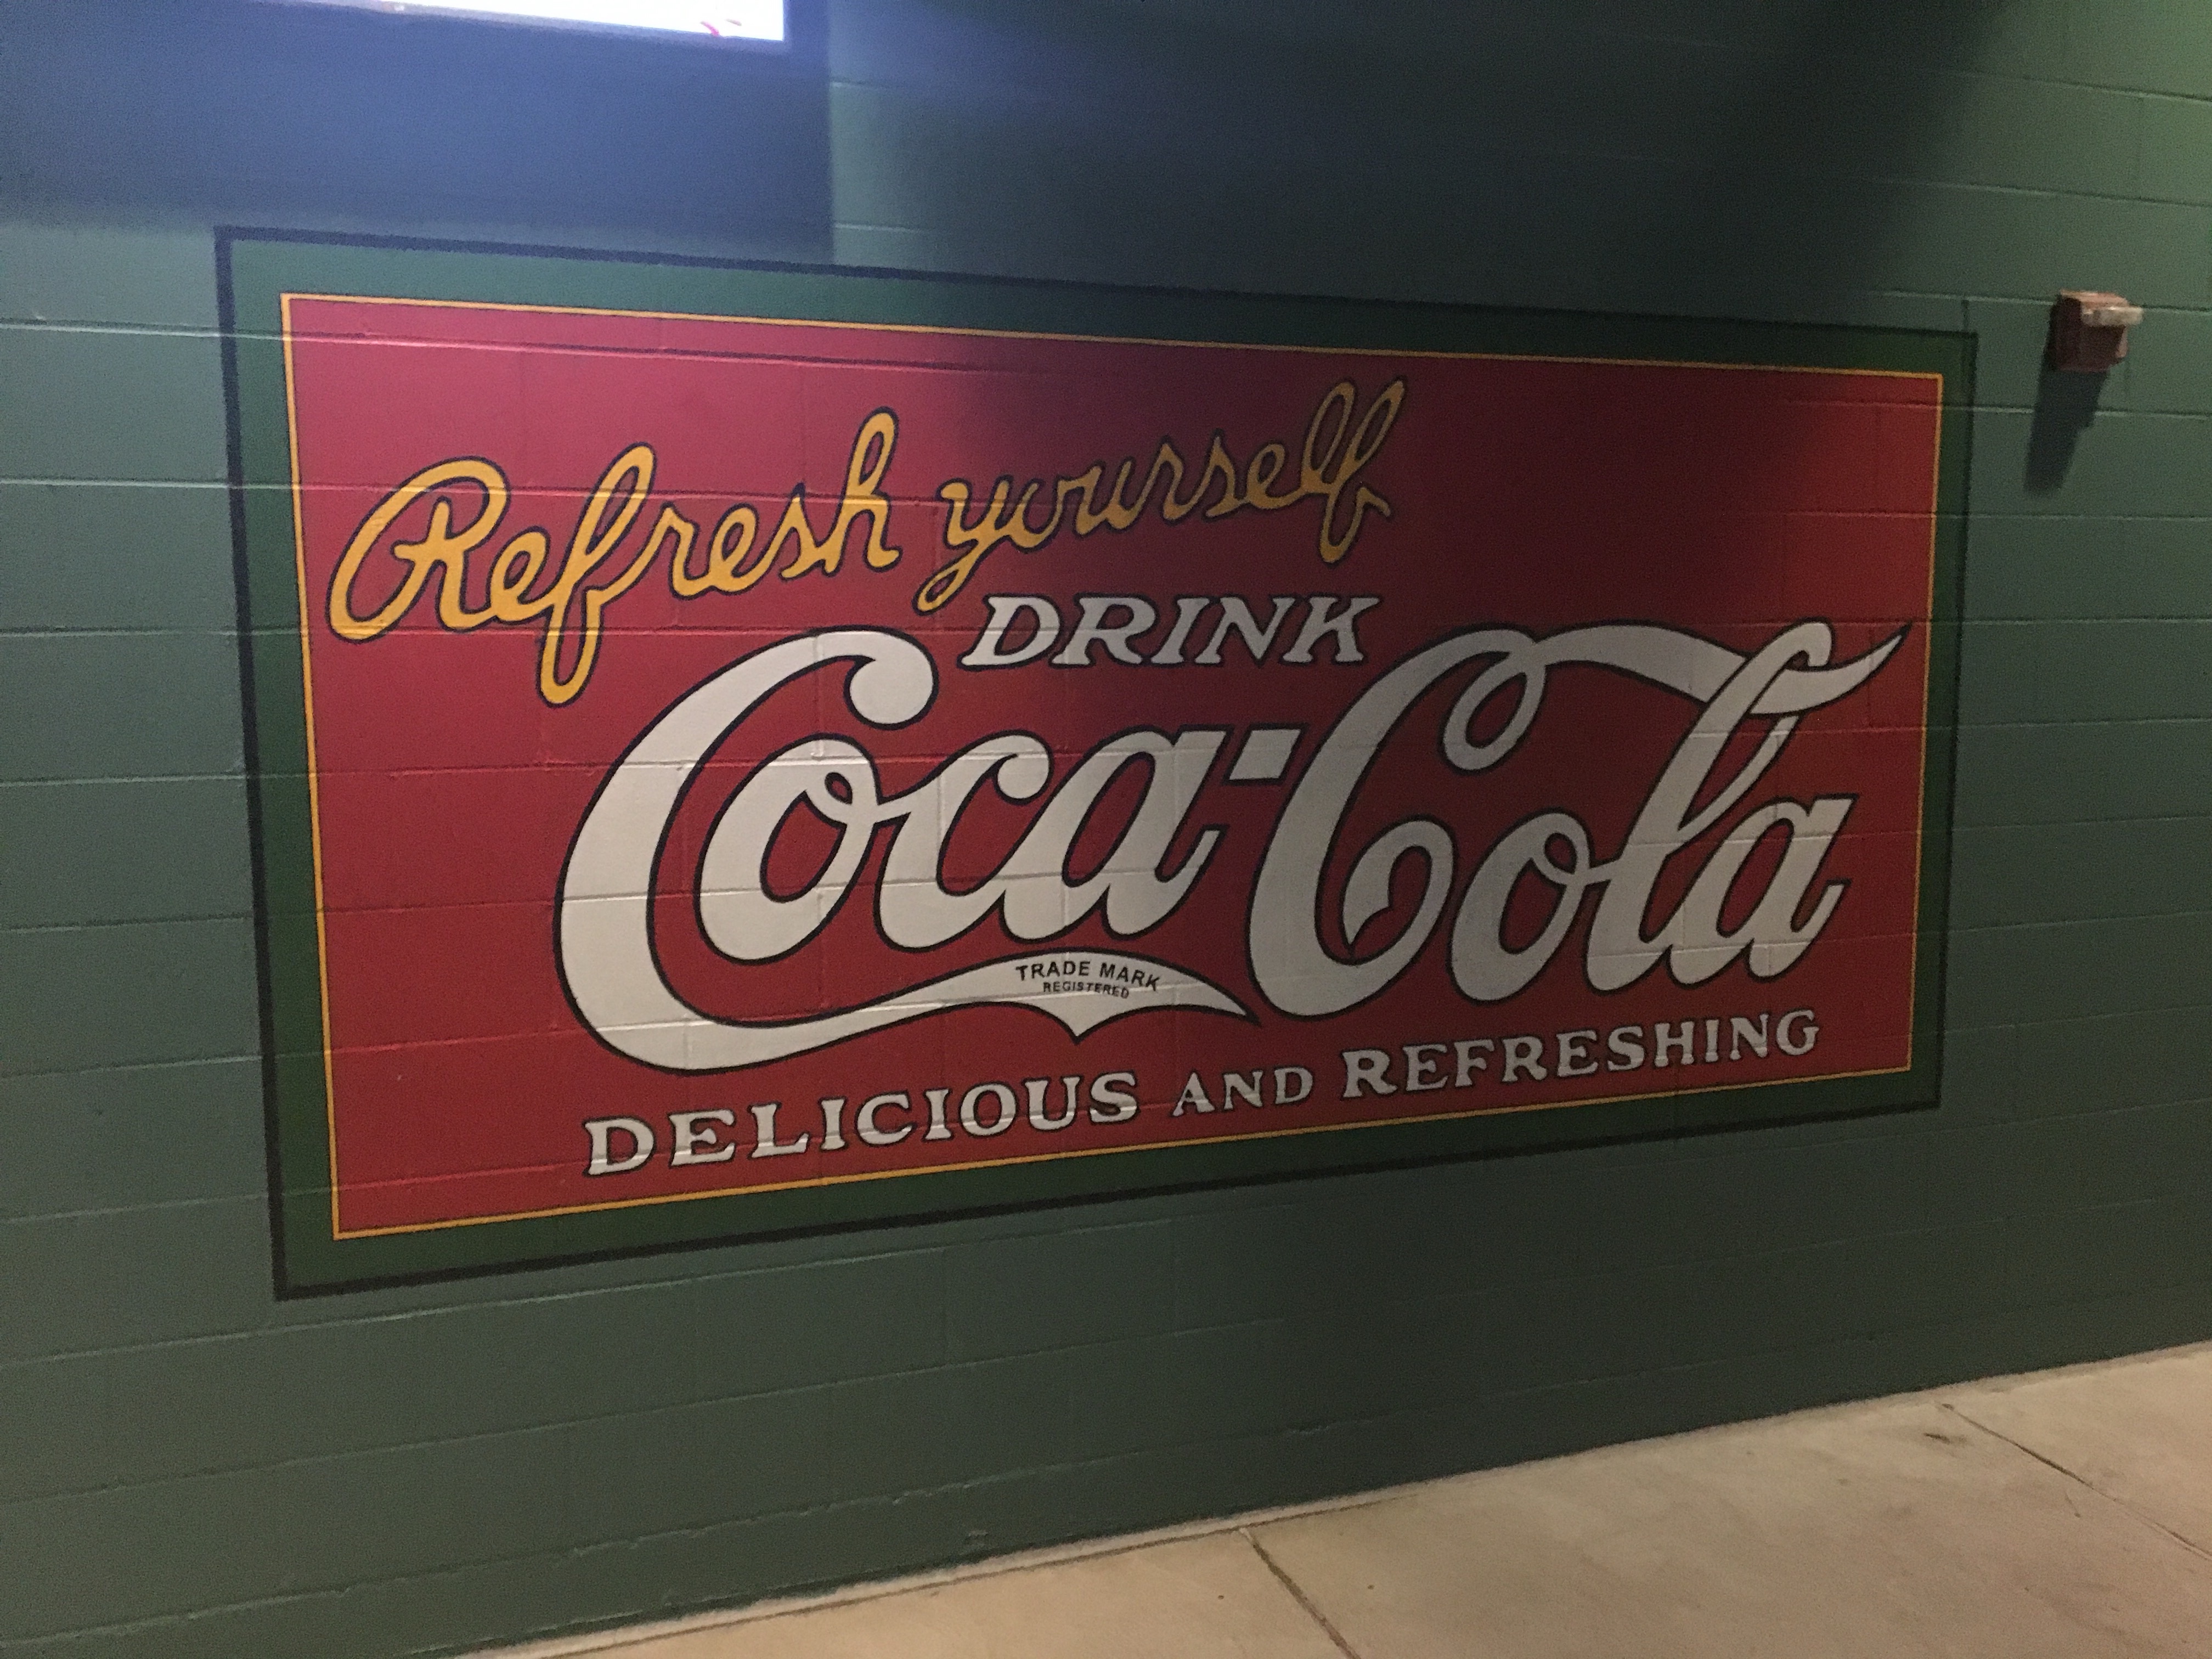 Refresh yourself
DRINK
Coca-Cola
TRADE MARK
REGISTERED
DELICIOUS AND REFRESHING